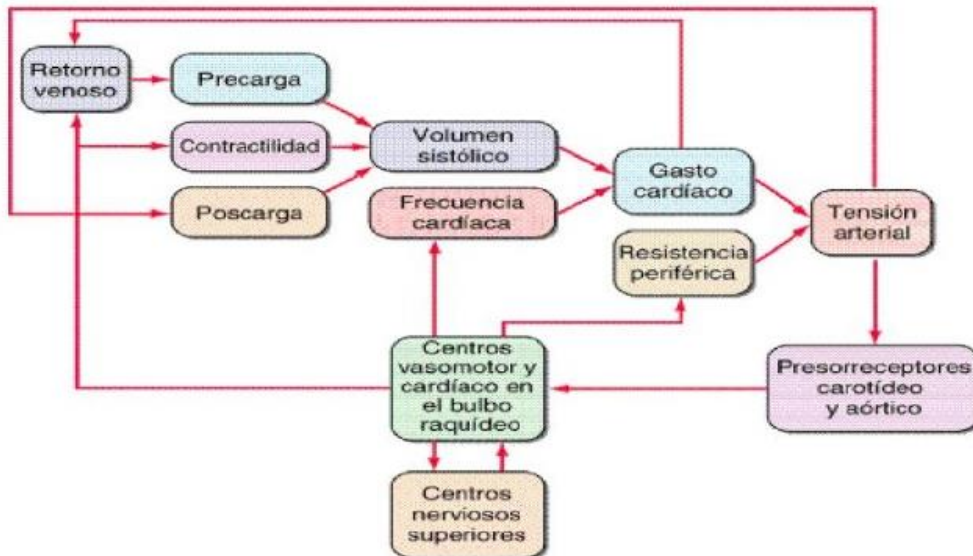 Retorno
venoso
Precarga
Contractilidad
Poscarga
Volumen
sistólico
Frecuencia
cardíaca
Gasto
cardíaco
Resistencia
periférica
Tensión
arterial
Centros
vasomotor y
cardíaco en
el bulbo
raquídeo
Presorreceptores
carotídeo
y aórtico
Centros
nerviosos
superiores